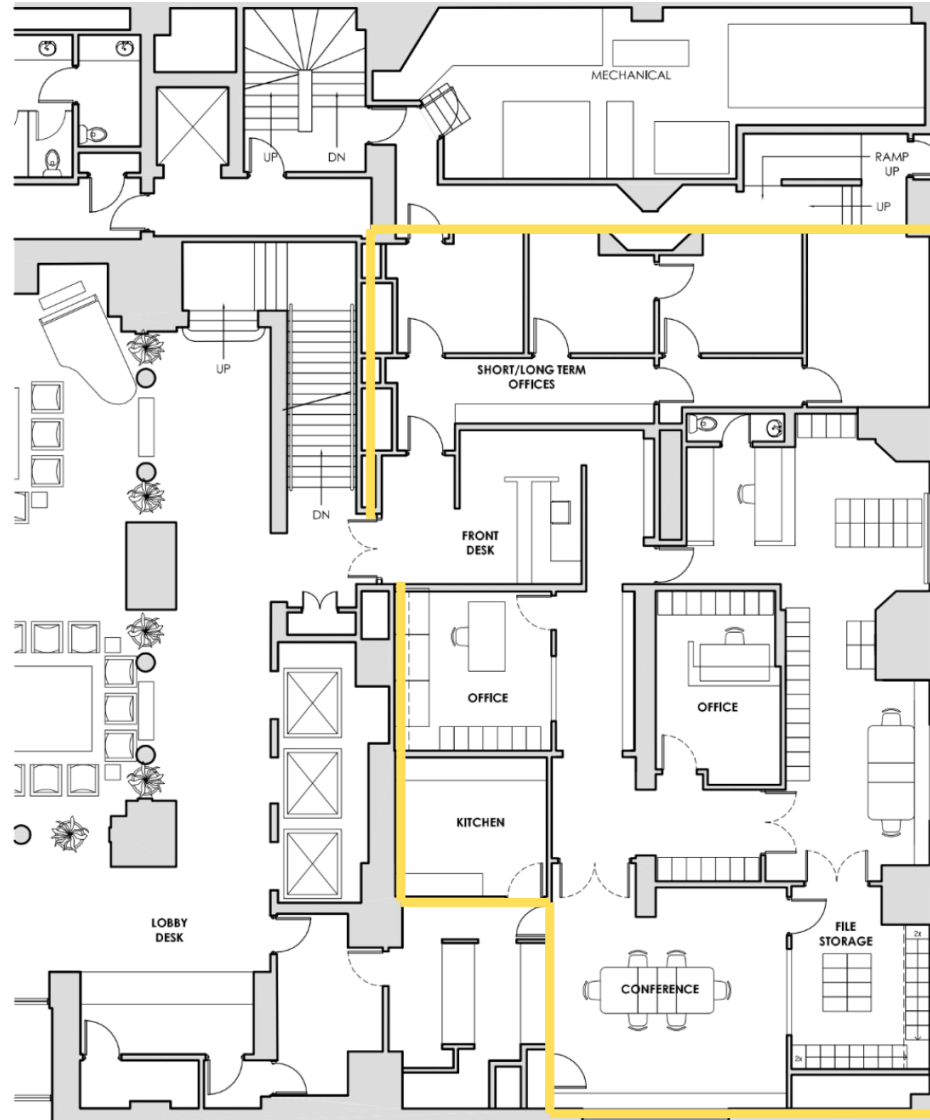 MECHANICAL
UP
DN
RAMP
UP
UP
UP
SHORT/LONG TERM
OFFICES
DN
FRONT
DESK
OFFICE
OFFICE
KITCHEN
LOBBY
DESK
FILE
STORAGE
2x
CONFERENCE
2x